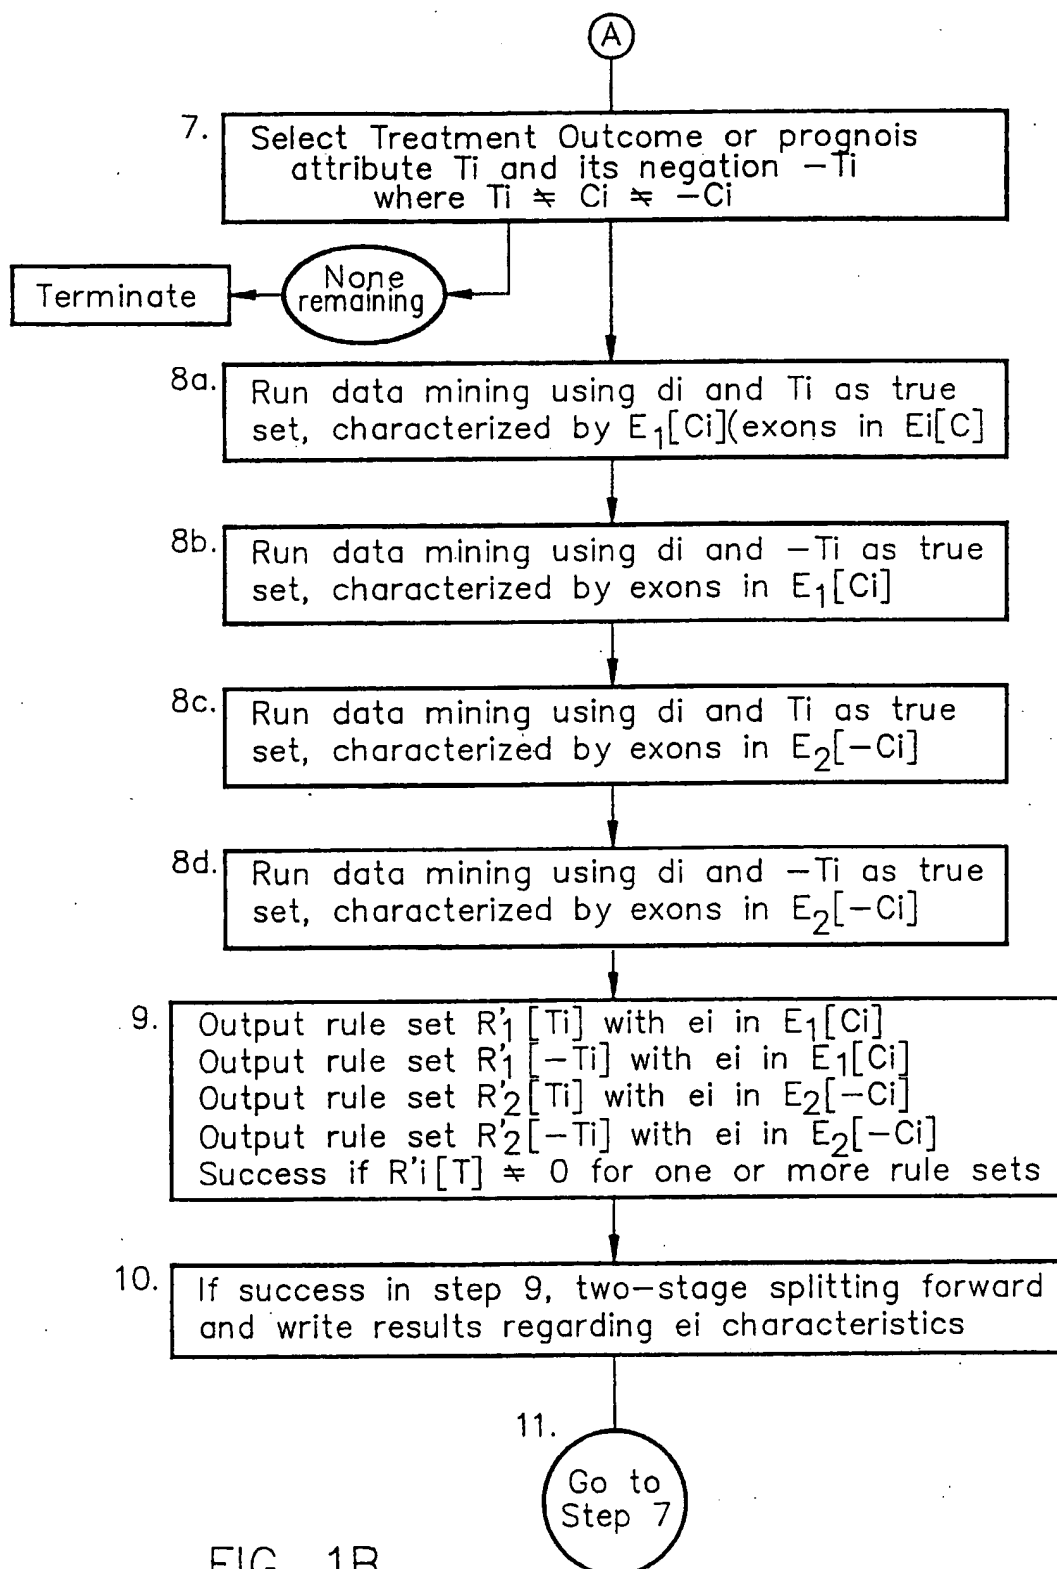 A
7.
Select Treatment Outcome or prognois
attribute Ti and its negation –Ti
where Ti ≠ Ci ≠ –Ci
None
remaining
Terminate
8a.
Run data mining using di and Ti as true
set, characterized by E1[Ci](exons in Ei[C]
8b.
Run data mining using di and –Ti as true
set, characterized by exons in E1[Ci]
8c.
Run data mining using di and Ti as true
set, characterized by exons in E2[–Ci]
8d.
Run data mining using di and –Ti as true
set, characterized by exons in E2[–Ci]
9.
Output rule set R'1[Ti] with ei in E1[Ci]
Output rule set R'1[–Ti] with ei in E1[Ci]
Output rule set R'2[Ti] with ei in E2[–Ci]
Output rule set R'2[–Ti] with ei in E2[–Ci]
Success if R'i[T] ≠ 0 for one or more rule sets
10.
If success in step 9, two–stage splitting forward
and write results regarding ei characteristics
11.
Go to
Step 7
FIG. 1B